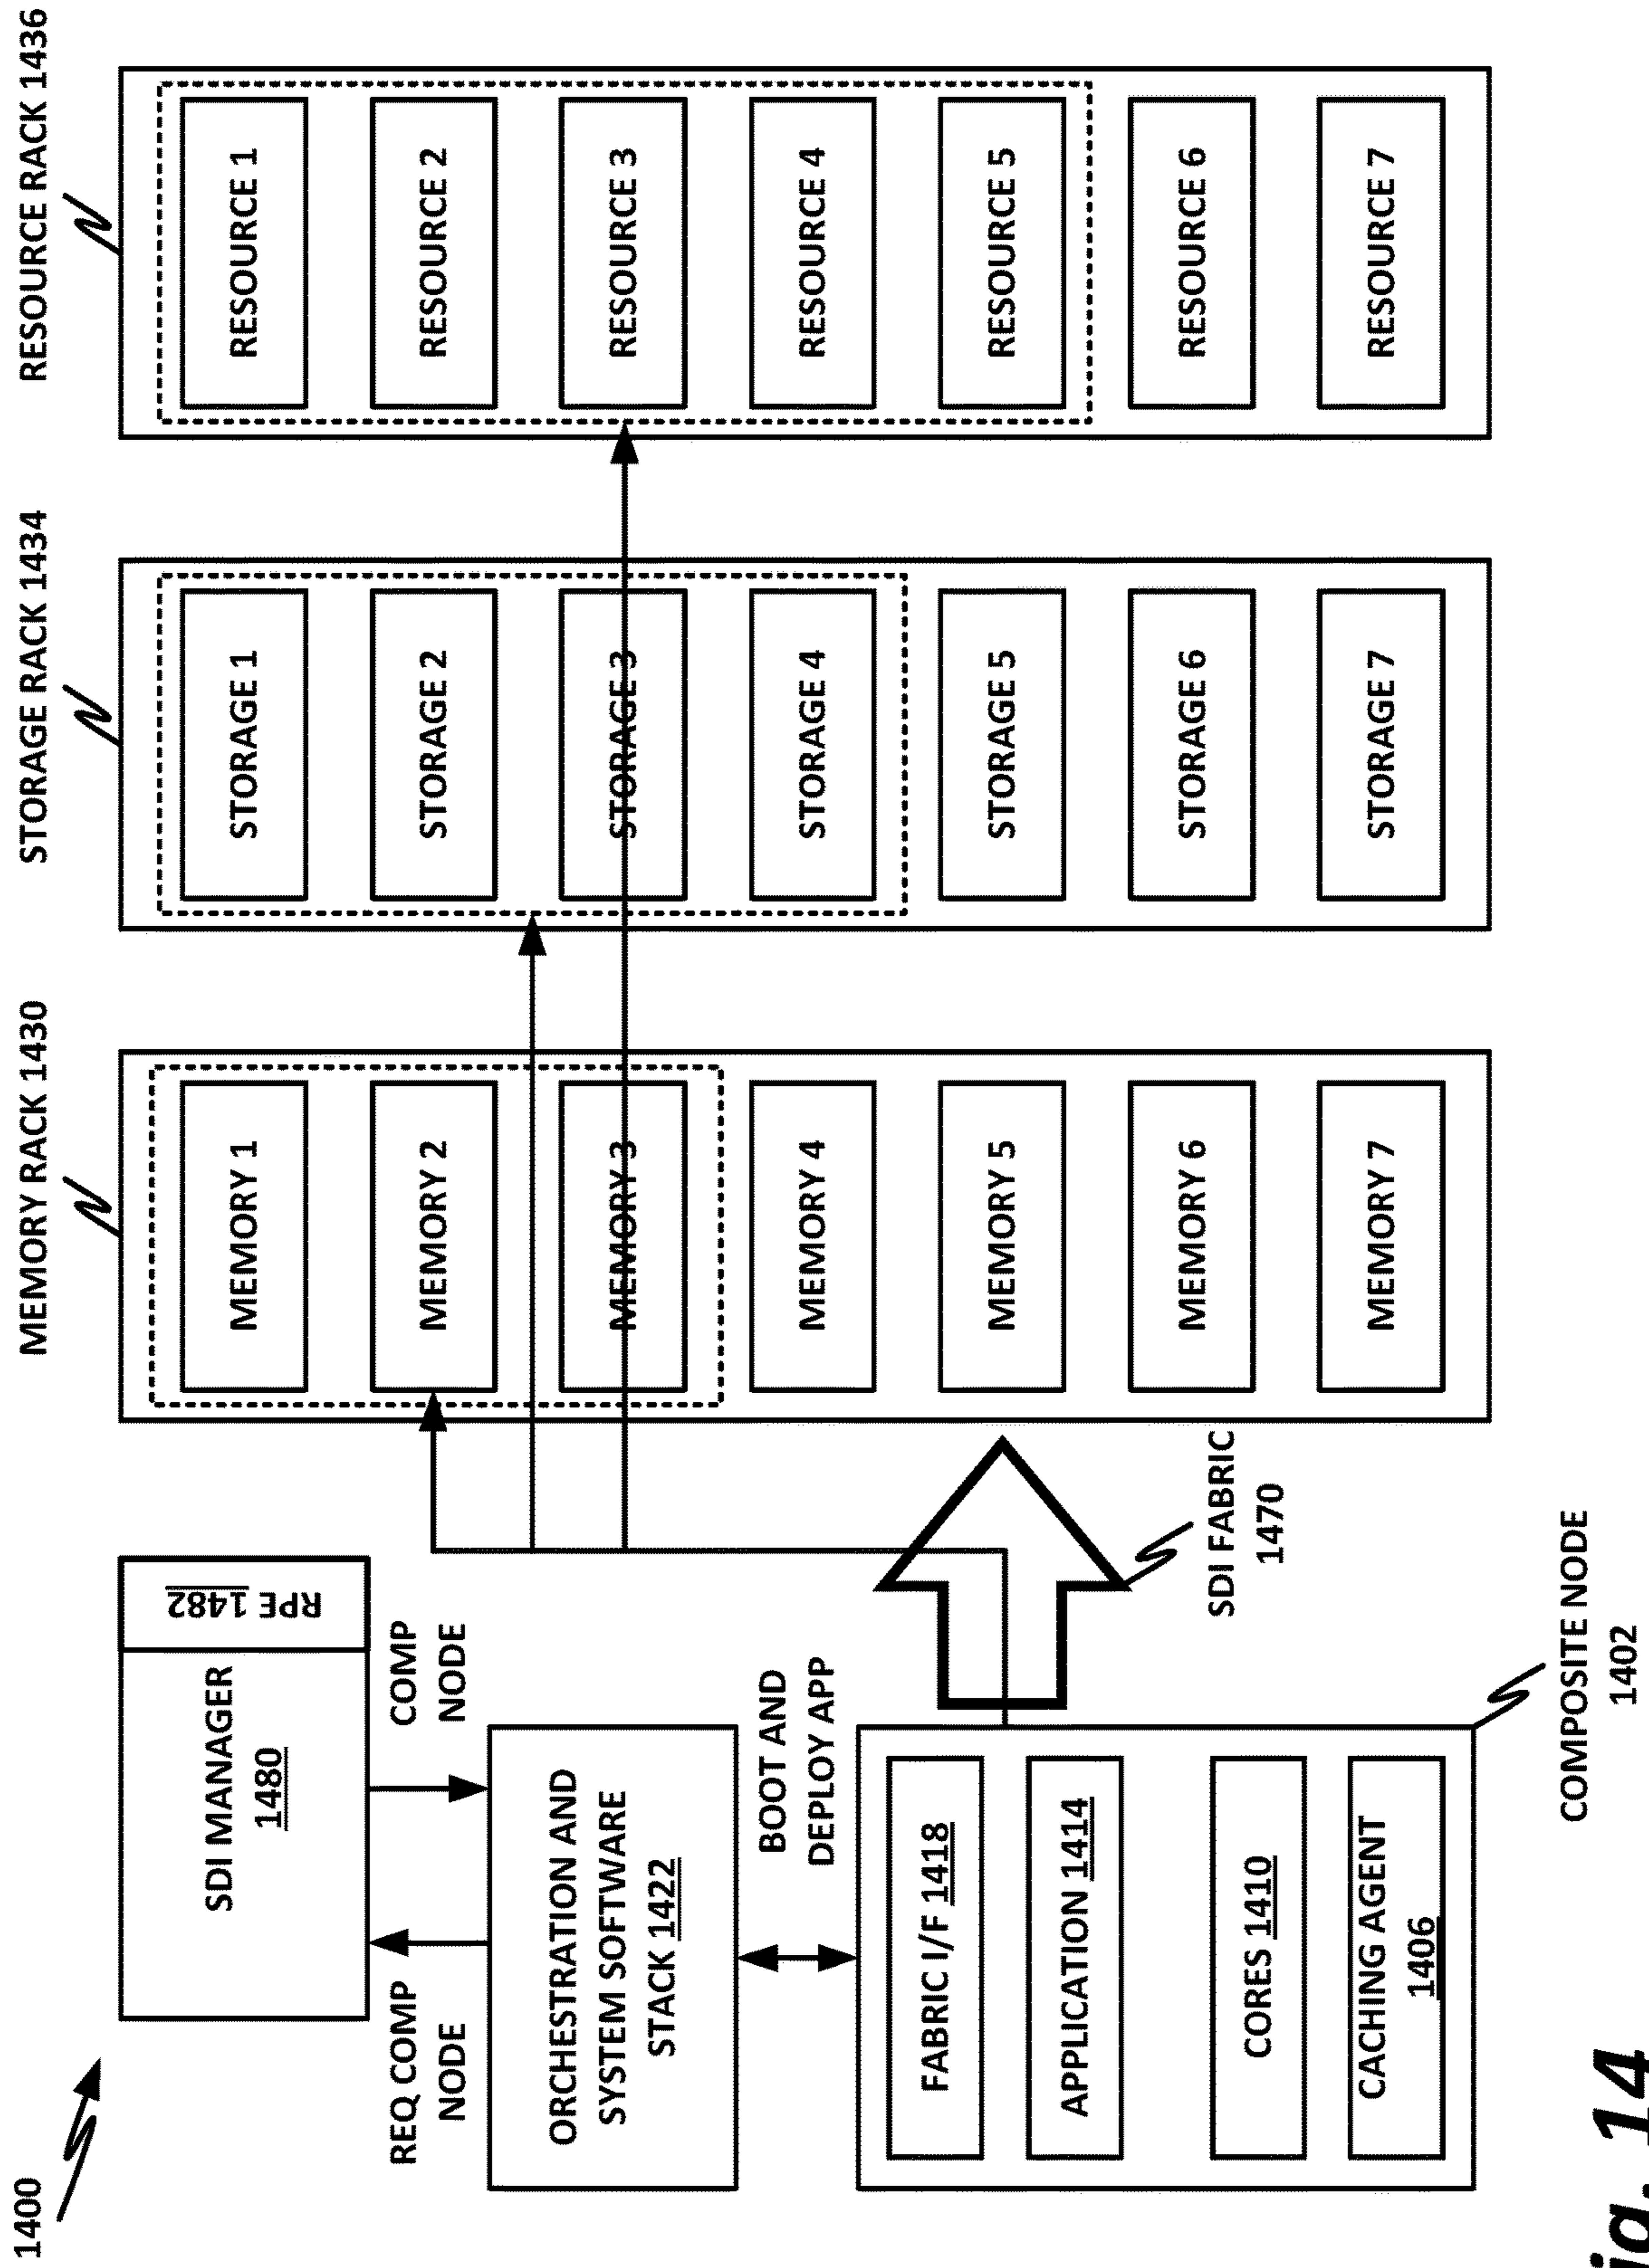 1400
SDI MANAGER
1480
RPE 1482
REQ COMP
NODE
COMP
NODE
ORCHESTRATION AND
SYSTEM SOFTWARE
STACK 1422
BOOT AND
DEPLOY APP
FABRIC I/F 1418
APPLICATION 1414
CORES 1410
CACHING AGENT
1406
COMPOSITE NODE
1402
SDI FABRIC
1470
MEMORY RACK 1430
MEMORY 1
MEMORY 2
MEMORY 3
MEMORY 4
MEMORY 5
MEMORY 6
MEMORY 7
STORAGE RACK 1434
STORAGE 1
STORAGE 2
STORAGE 3
STORAGE 4
STORAGE 5
STORAGE 6
STORAGE 7
RESOURCE RACK 1436
RESOURCE 1
RESOURCE 2
RESOURCE 3
RESOURCE 4
RESOURCE 5
RESOURCE 6
RESOURCE 7
ig. 14